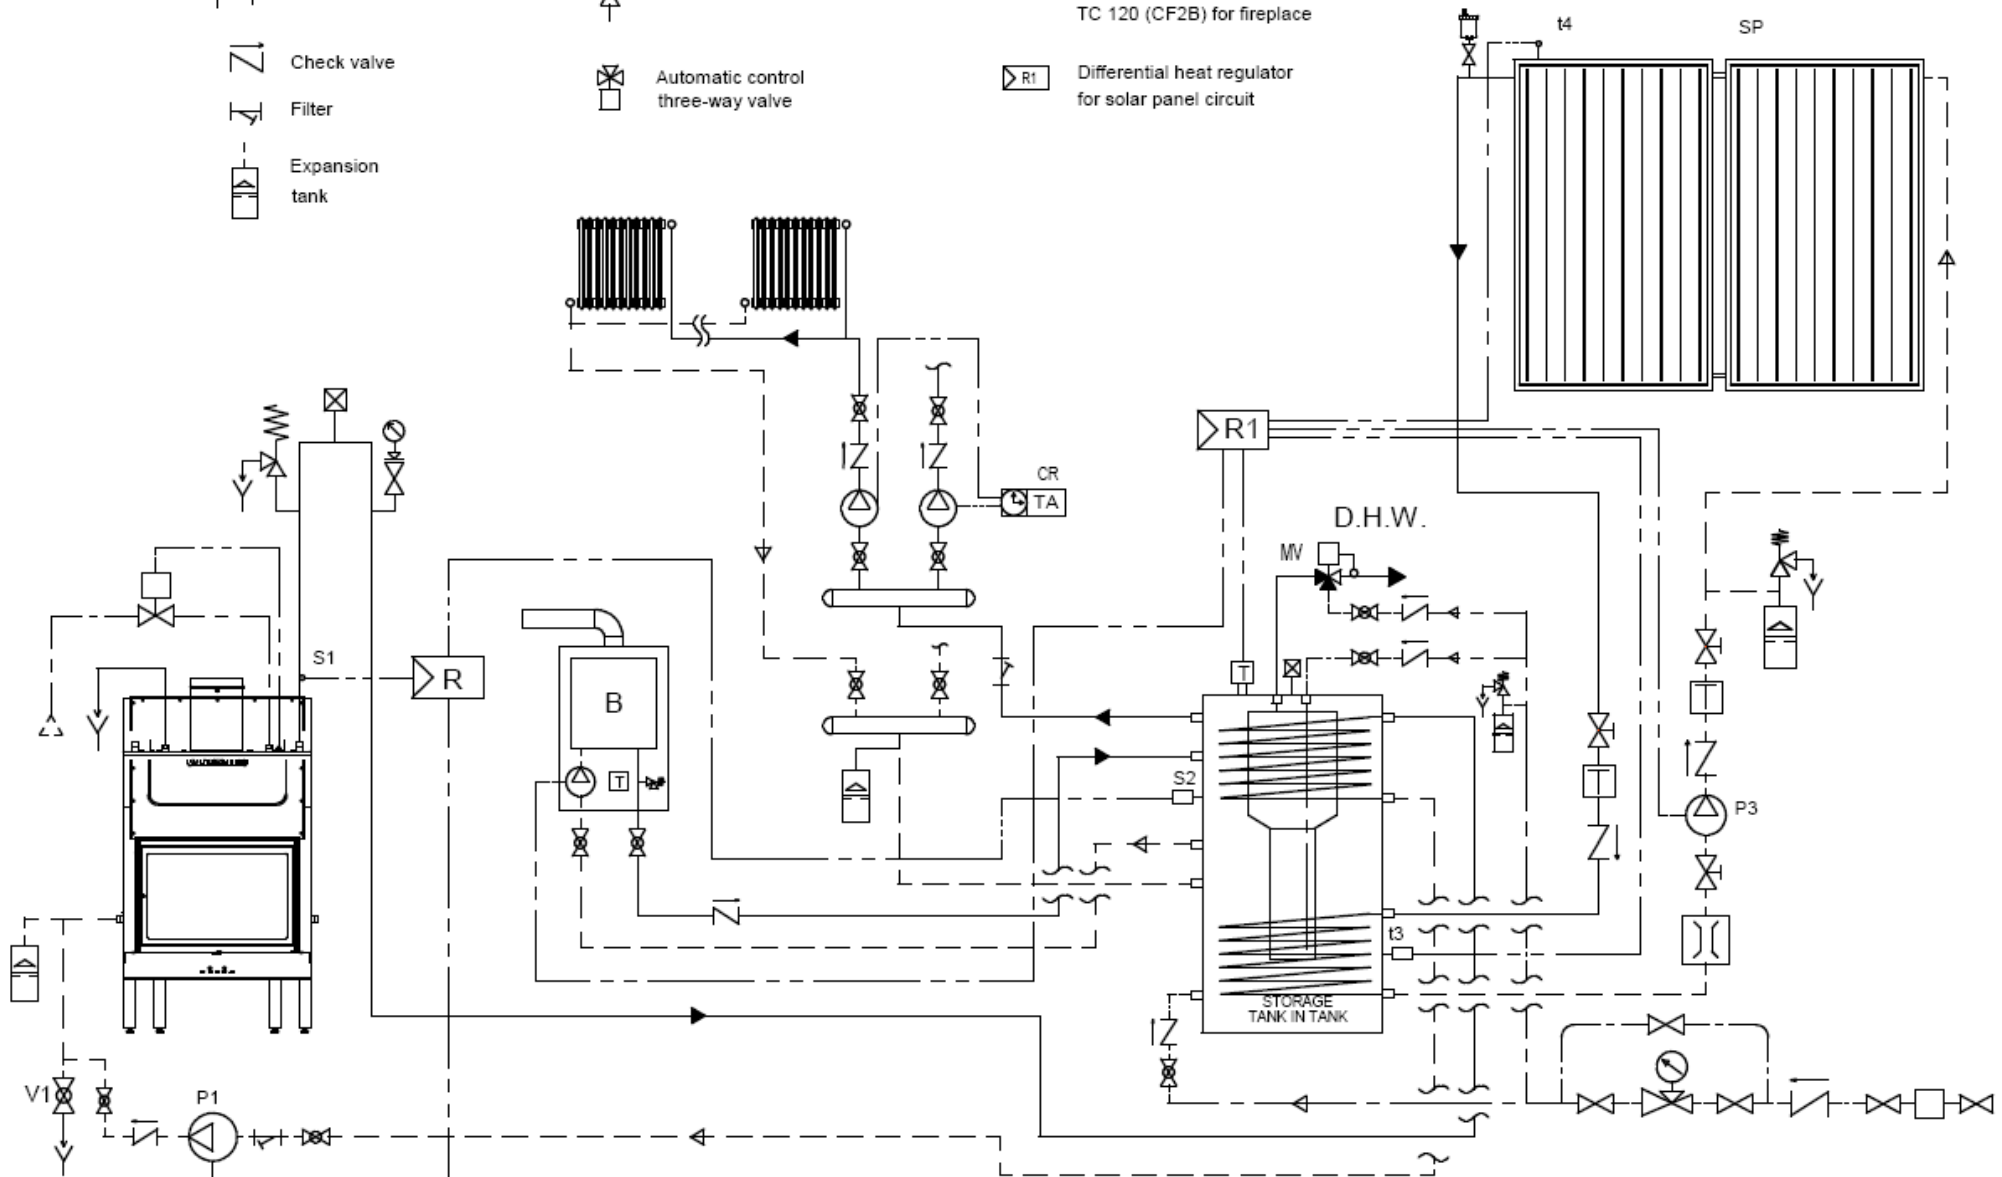 TC 120 (CF2B) for fireplace
t4
SP
Check valve
Automatic control
three-way valve
R1
Differential heat regulator
for solar panel circuit
Filter
Expansion
tank
R1
CR
TA
D.H.W.
MV
S1
R
B
T
T
T
T
S2
P3
t3
STORAGE
TANK IN TANK
V1
P1